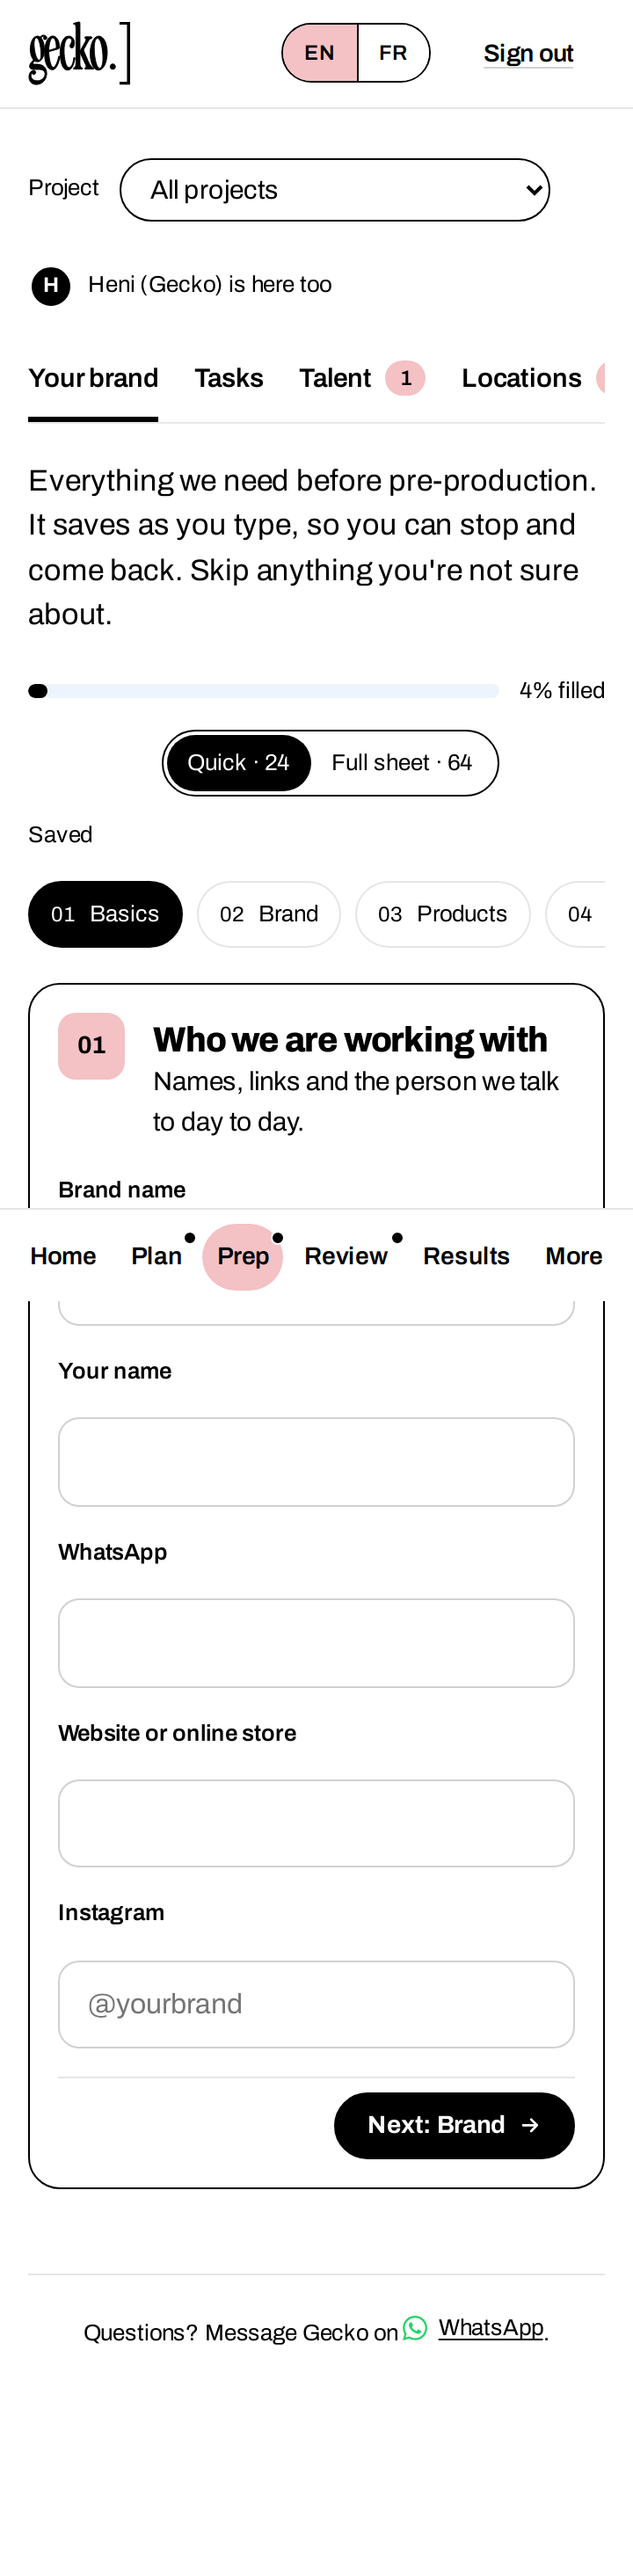 gecko.]
EN FR Sign out
Project All projects
H Heni (Gecko) is here too
Your brand Tasks Talent 1 Locations
Everything we need before pre-production.
It saves as you type, so you can stop and
come back. Skip anything you're not sure
about.
4% filled
Quick · 24 Full sheet · 64
Saved
01 Basics 02 Brand 03 Products 04
01 Who we are working with
Names, links and the person we talk
to day to day.
Brand name
Home Plan Prep Review Results More
Your name
WhatsApp
Website or online store
Instagram
@yourbrand
Next: Brand →
Questions? Message Gecko on WhatsApp.